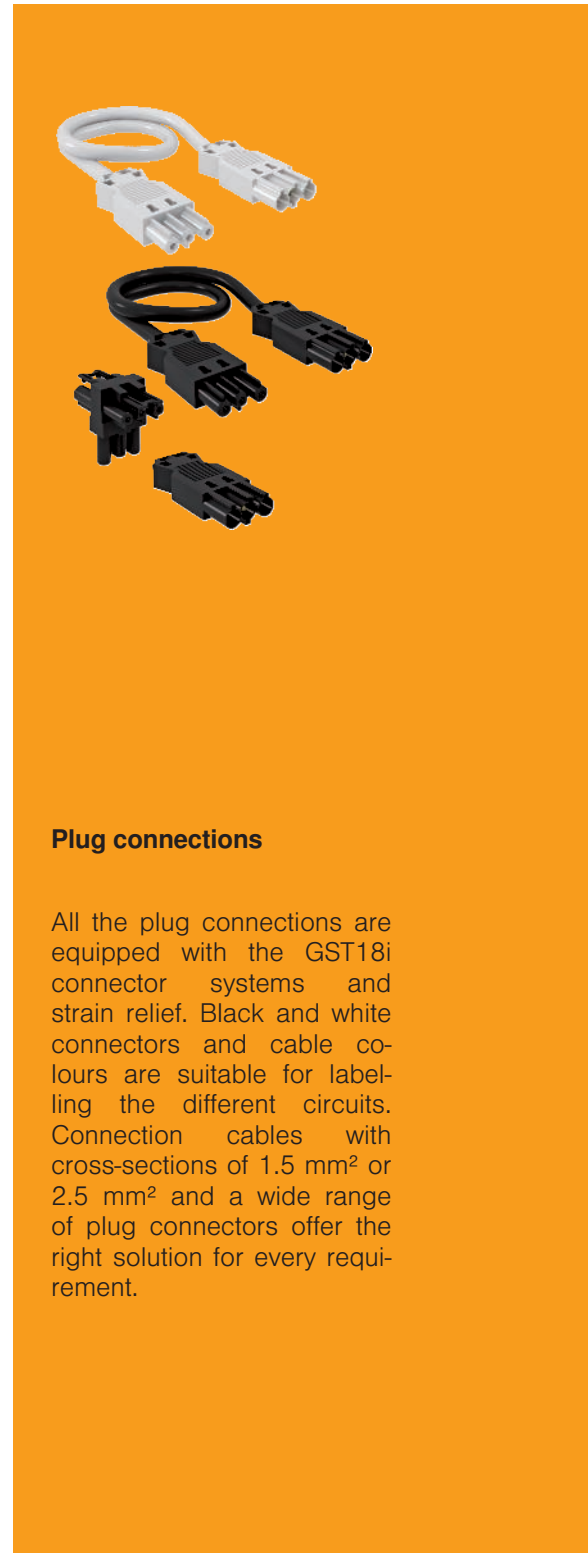 Plug connections
All the plug connections are
equipped with the GST18i
connector systems and
strain relief. Black and white
connectors and cable co-
lours are suitable for label-
ling the different circuits.
Connection cables with
cross-sections of 1.5 mm² or
2.5 mm² and a wide range
of plug connectors offer the
right solution for every requi-
rement.